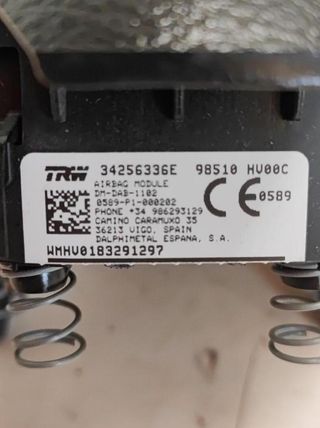 TRW 34256336E 98510 HV00C
AIRBAG MODULE
DM-DAB-1102
0589-P1-000202
CE 0589
PHONE +34 986293129
CAMINO CARAMUXO 35
36213 VIGO, SPAIN
DALPHIMETAL ESPANA, S.A.
WMHV0183291297